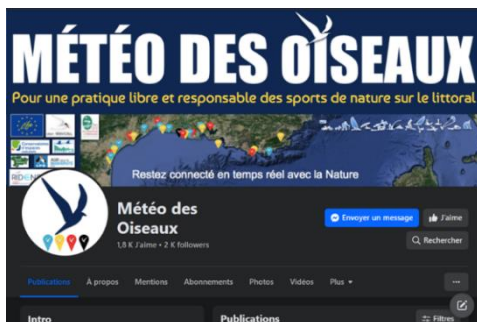 MÉTÉO DES OISEAUX
Pour une pratique libre et responsable des sports de nature sur le littoral
Restez connecté en temps réel avec la Nature
Météo des
Oiseaux
1,8 K J'aime • 2 K followers
Envoyer un message
J'aime
Rechercher
Publications À propos Mentions Abonnements Photos Vidéos Plus
Intro
Publications
Filtres